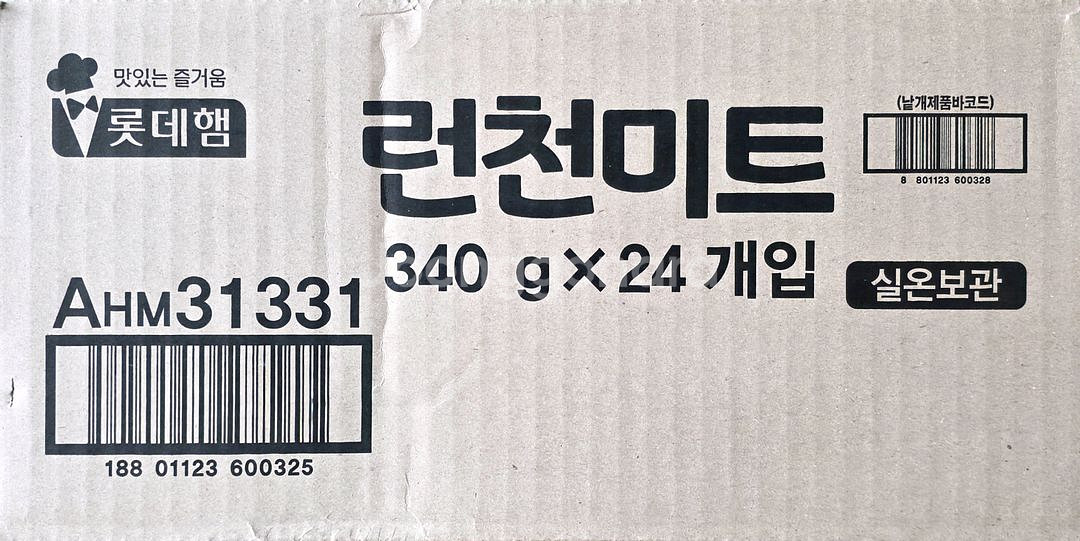 맛있는 즐거움
롯데햄
런천미트
(낱개제품바코드)
8 801123 600328
340 g×24 개입
실온보관
AHM31331
188 01123 600325